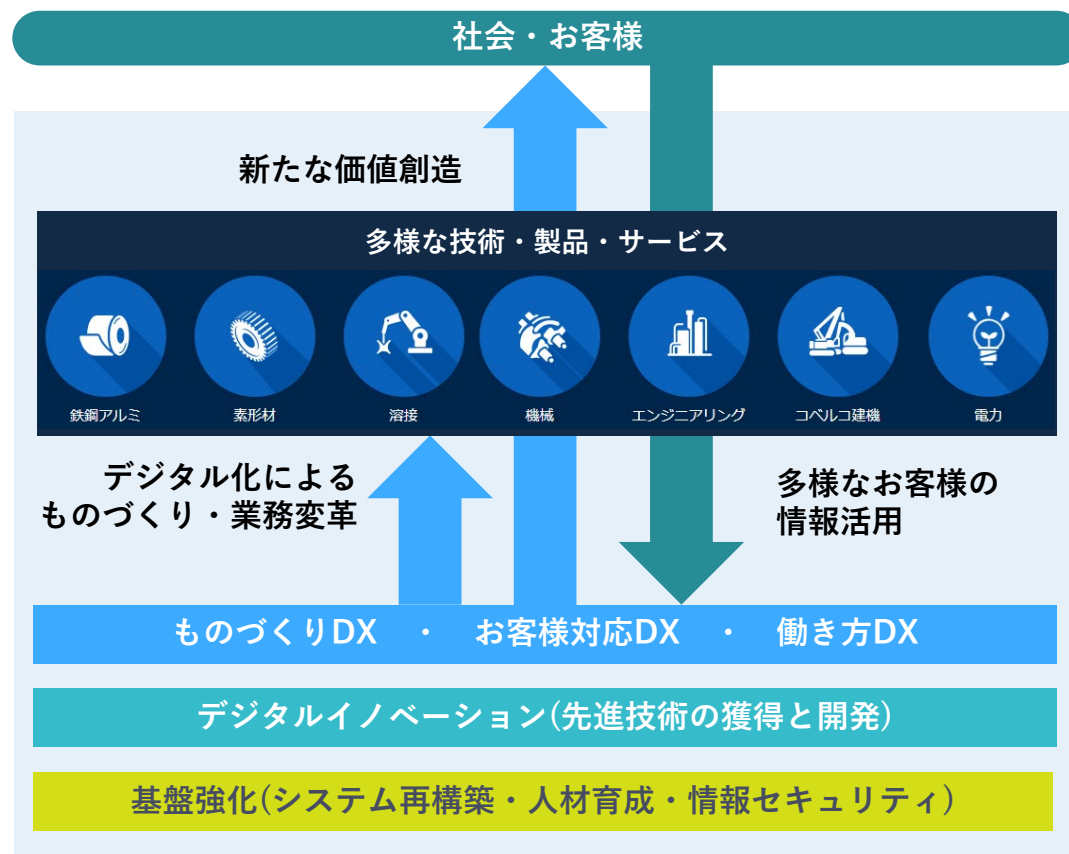 社会・お客様
新たな価値創造
多様な技術・製品・サービス
鉄鋼アルミ
素形材
溶接
機械
エンジニアリング
コベルコ建機
電力
デジタル化による
ものづくり・業務変革
多様なお客様の
情報活用
ものづくりDX ・ お客様対応DX ・ 働き方DX
デジタルイノベーション(先進技術の獲得と開発)
基盤強化(システム再構築・人材育成・情報セキュリティ)